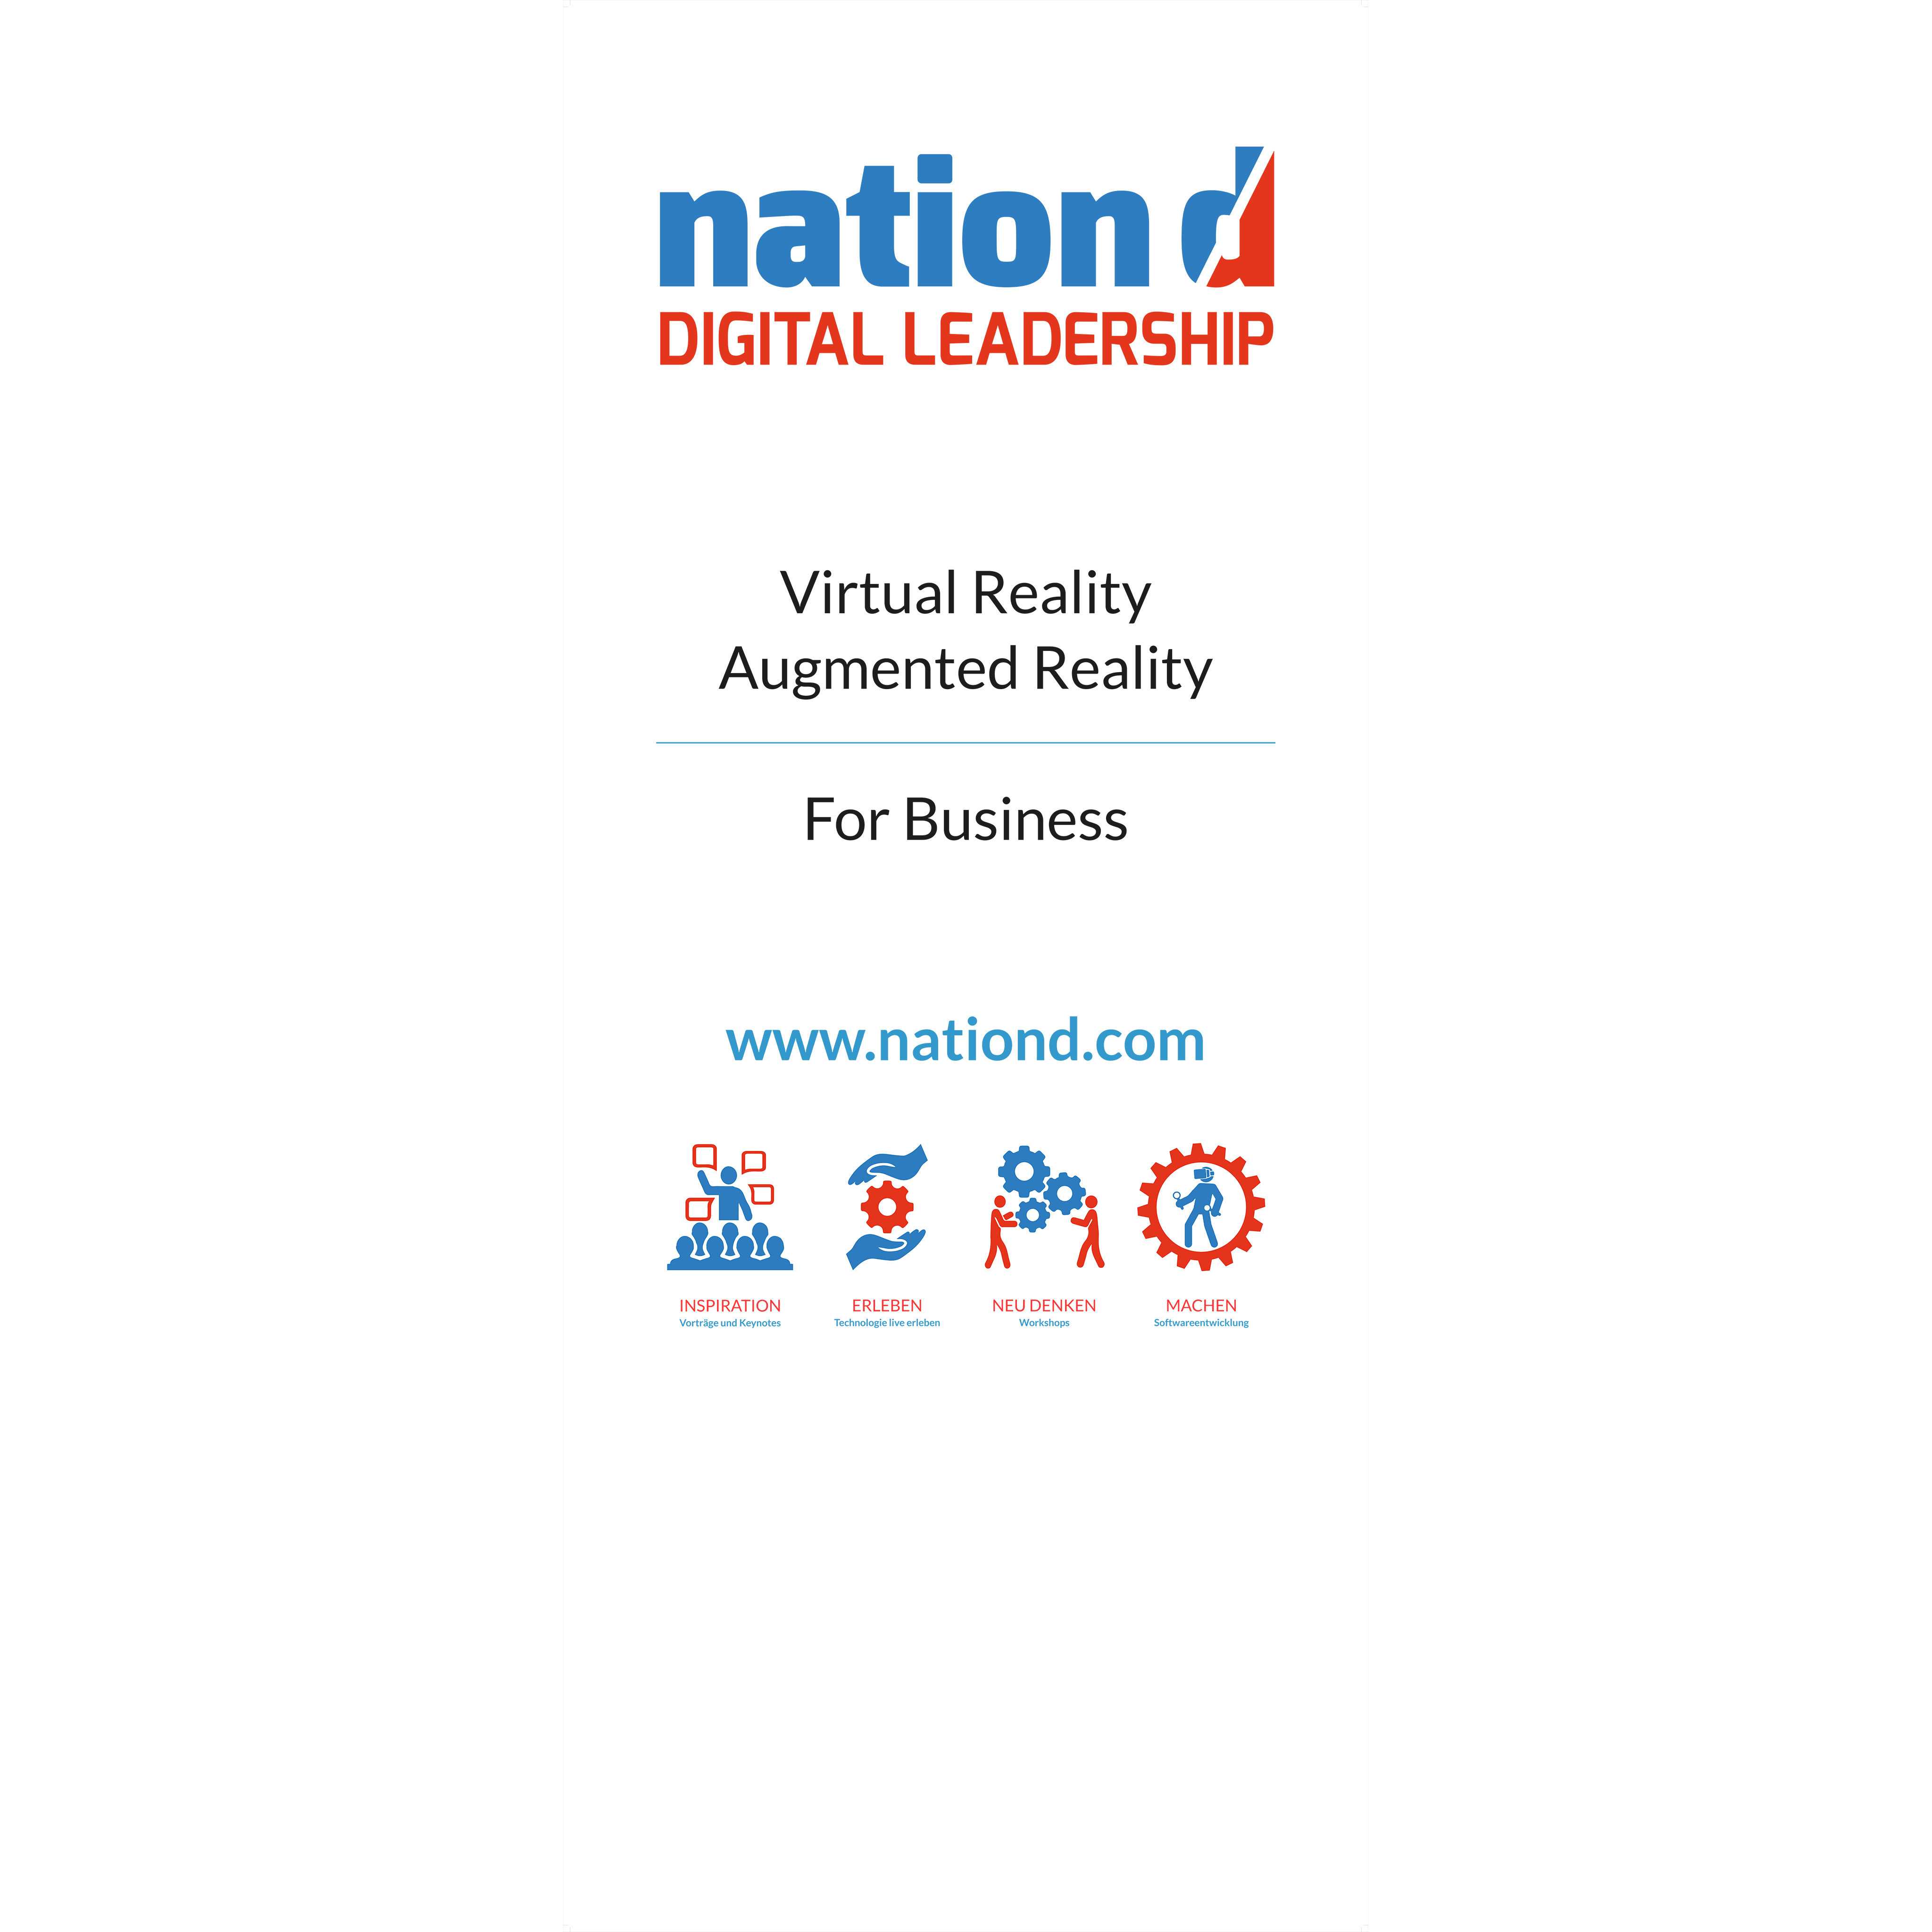 nation d
DIGITAL LEADERSHIP
Virtual Reality
Augmented Reality
For Business
www.nationd.com
INSPIRATION
Vorträge und Keynotes
ERLEBEN
Technologie live erleben
NEU DENKEN
Workshops
MACHEN
Softwareentwicklung